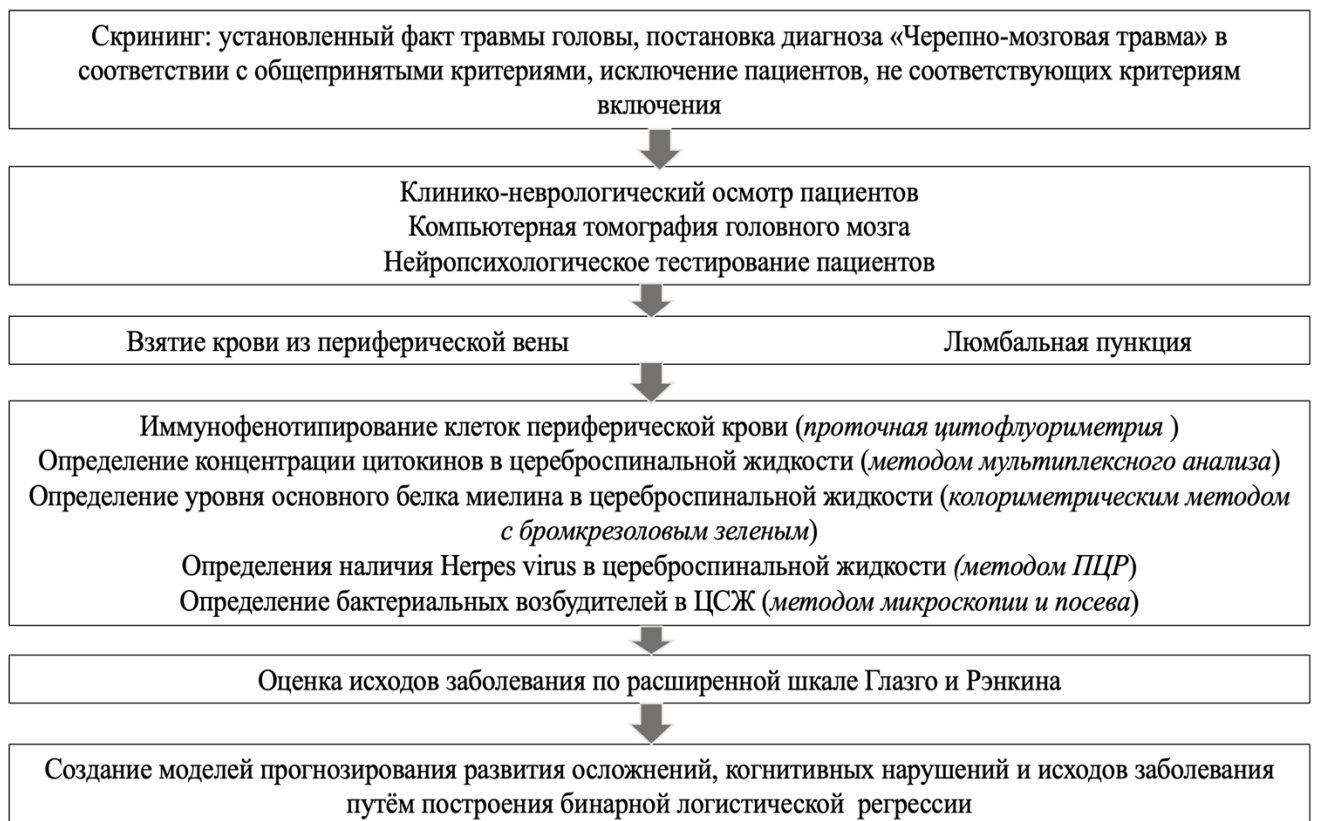 Скрининг: установленный факт травмы головы, постановка диагноза «Черепно-мозговая травма» в
соответствии с общепринятыми критериями, исключение пациентов, не соответствующих критериям
включения
Клинико-неврологический осмотр пациентов
Компьютерная томография головного мозга
Нейропсихологическое тестирование пациентов
Взятие крови из периферической вены Люмбальная пункция
Иммунофенотипирование клеток периферической крови (проточная цитофлуориметрия )
Определение концентрации цитокинов в цереброспинальной жидкости (методом мультиплексного анализа)
Определение уровня основного белка миелина в цереброспинальной жидкости (колориметрическим методом
с бромкрезоловым зеленым)
Определения наличия Herpes virus в цереброспинальной жидкости (методом ПЦР)
Определение бактериальных возбудителей в ЦСЖ (методом микроскопии и посева)
Оценка исходов заболевания по расширенной шкале Глазго и Рэнкина
Создание моделей прогнозирования развития осложнений, когнитивных нарушений и исходов заболевания
путём построения бинарной логистической регрессии